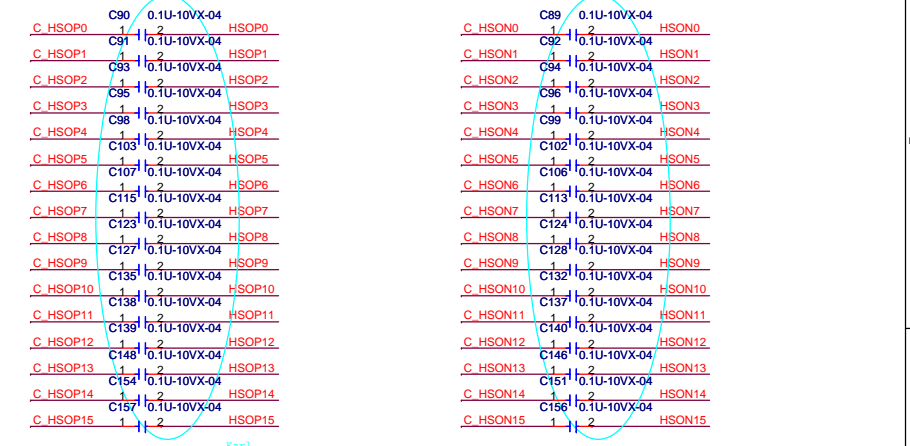 C90 0.1U-10VX-04 C89 0.1U-10VX-04
C_HSOP0 1 2 HSOP0 C_HSON0 1 2 HSON0
C91 0.1U-10VX-04 C92 0.1U-10VX-04
C_HSOP1 1 2 HSOP1 C_HSON1 1 2 HSON1
C93 0.1U-10VX-04 C94 0.1U-10VX-04
C_HSOP2 1 2 HSOP2 C_HSON2 1 2 HSON2
C95 0.1U-10VX-04 C96 0.1U-10VX-04
C_HSOP3 1 2 HSOP3 C_HSON3 1 2 HSON3
C98 0.1U-10VX-04 C99 0.1U-10VX-04
C_HSOP4 1 2 HSOP4 C_HSON4 1 2 HSON4
C103 0.1U-10VX-04 C102 0.1U-10VX-04
C_HSOP5 1 2 HSOP5 C_HSON5 1 2 HSON5
C107 0.1U-10VX-04 C106 0.1U-10VX-04
C_HSOP6 1 2 HSOP6 C_HSON6 1 2 HSON6
C115 0.1U-10VX-04 C113 0.1U-10VX-04
C_HSOP7 1 2 HSOP7 C_HSON7 1 2 HSON7
C123 0.1U-10VX-04 C124 0.1U-10VX-04
C_HSOP8 1 2 HSOP8 C_HSON8 1 2 HSON8
C127 0.1U-10VX-04 C128 0.1U-10VX-04
C_HSOP9 1 2 HSOP9 C_HSON9 1 2 HSON9
C135 0.1U-10VX-04 C132 0.1U-10VX-04
C_HSOP10 1 2 HSOP10 C_HSON10 1 2 HSON10
C138 0.1U-10VX-04 C137 0.1U-10VX-04
C_HSOP11 1 2 HSOP11 C_HSON11 1 2 HSON11
C139 0.1U-10VX-04 C140 0.1U-10VX-04
C_HSOP12 1 2 HSOP12 C_HSON12 1 2 HSON12
C148 0.1U-10VX-04 C146 0.1U-10VX-04
C_HSOP13 1 2 HSOP13 C_HSON13 1 2 HSON13
C154 0.1U-10VX-04 C151 0.1U-10VX-04
C_HSOP14 1 2 HSOP14 C_HSON14 1 2 HSON14
C157 0.1U-10VX-04 C156 0.1U-10VX-04
C_HSOP15 1 2 HSOP15 C_HSON15 1 2 HSON15